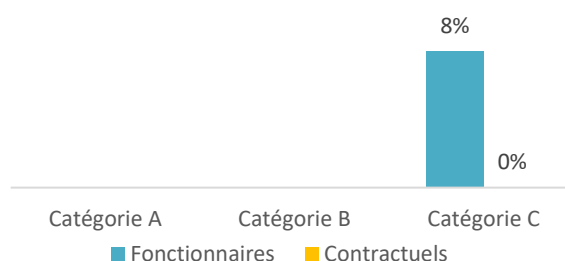 8%
0%
Catégorie A Catégorie B Catégorie C
Fonctionnaires Contractuels